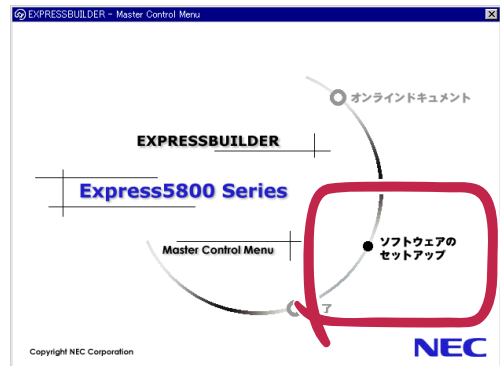 EXPRESSBUILDER - Master Control Menu
オンラインドキュメント
EXPRESSBUILDER
Express5800 Series
ソフトウェアの
セットアップ
Master Control Menu
了
Copyright NEC Corporation
NEC